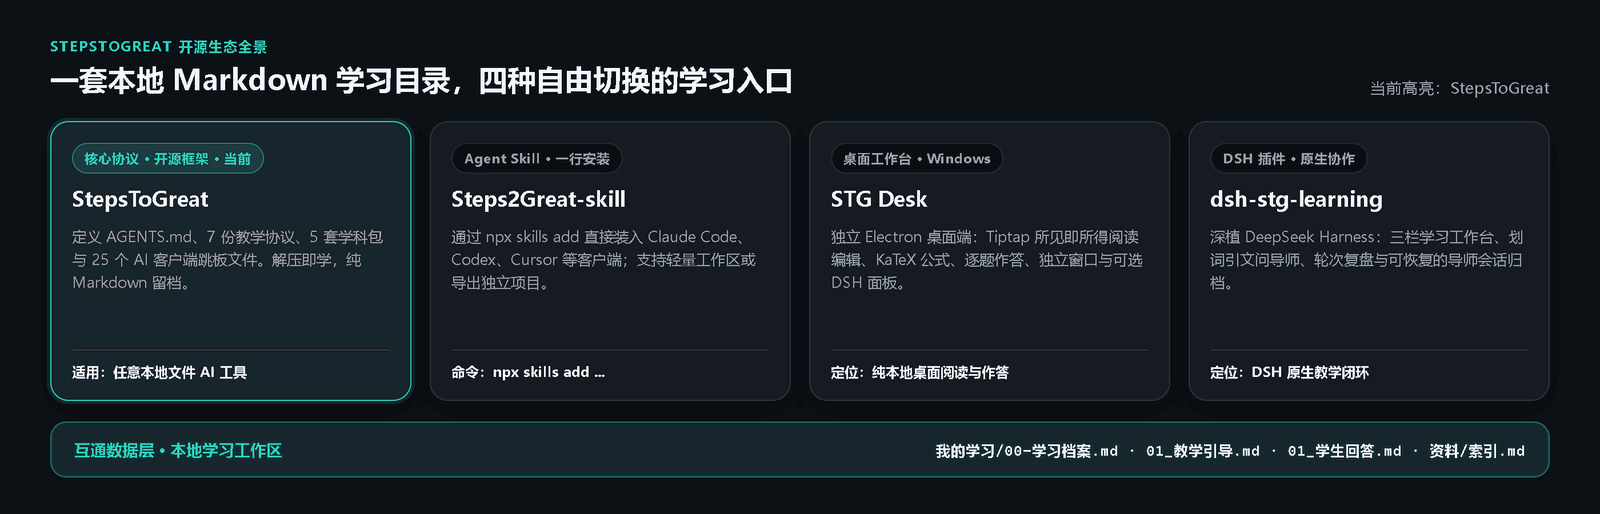 STEPSTOGREAT 开源生态全景
一套本地 Markdown 学习目录，四种自由切换的学习入口
当前高亮：StepsToGreat
核心协议 • 开源框架 • 当前
StepsToGreat
定义 AGENTS.md、7 份教学协议、5 套学科包
与 25 个 AI 客户端跳板文件。解压即学，纯
Markdown 留档。
适用：任意本地文件 AI 工具
Agent Skill • 一行安装
Steps2Great-skill
通过 npx skills add 直接装入 Claude Code、
Codex、Cursor 等客户端；支持轻量工作区或
导出独立项目。
命令：npx skills add ...
桌面工作台 • Windows
STG Desk
独立 Electron 桌面端：Tiptap 所见即所得阅读
编辑、KaTeX 公式、逐题作答、独立窗口与可选
DSH 面板。
定位：纯本地桌面阅读与作答
DSH 插件 • 原生协作
dsh-stg-learning
深植 DeepSeek Harness：三栏学习工作台、划
词引文问导师、轮次复盘与可恢复的导师会话归
档。
定位：DSH 原生教学闭环
互通数据层 • 本地学习工作区
我的学习/00-学习档案.md · 01_教学引导.md · 01_学生回答.md · 资料/索引.md